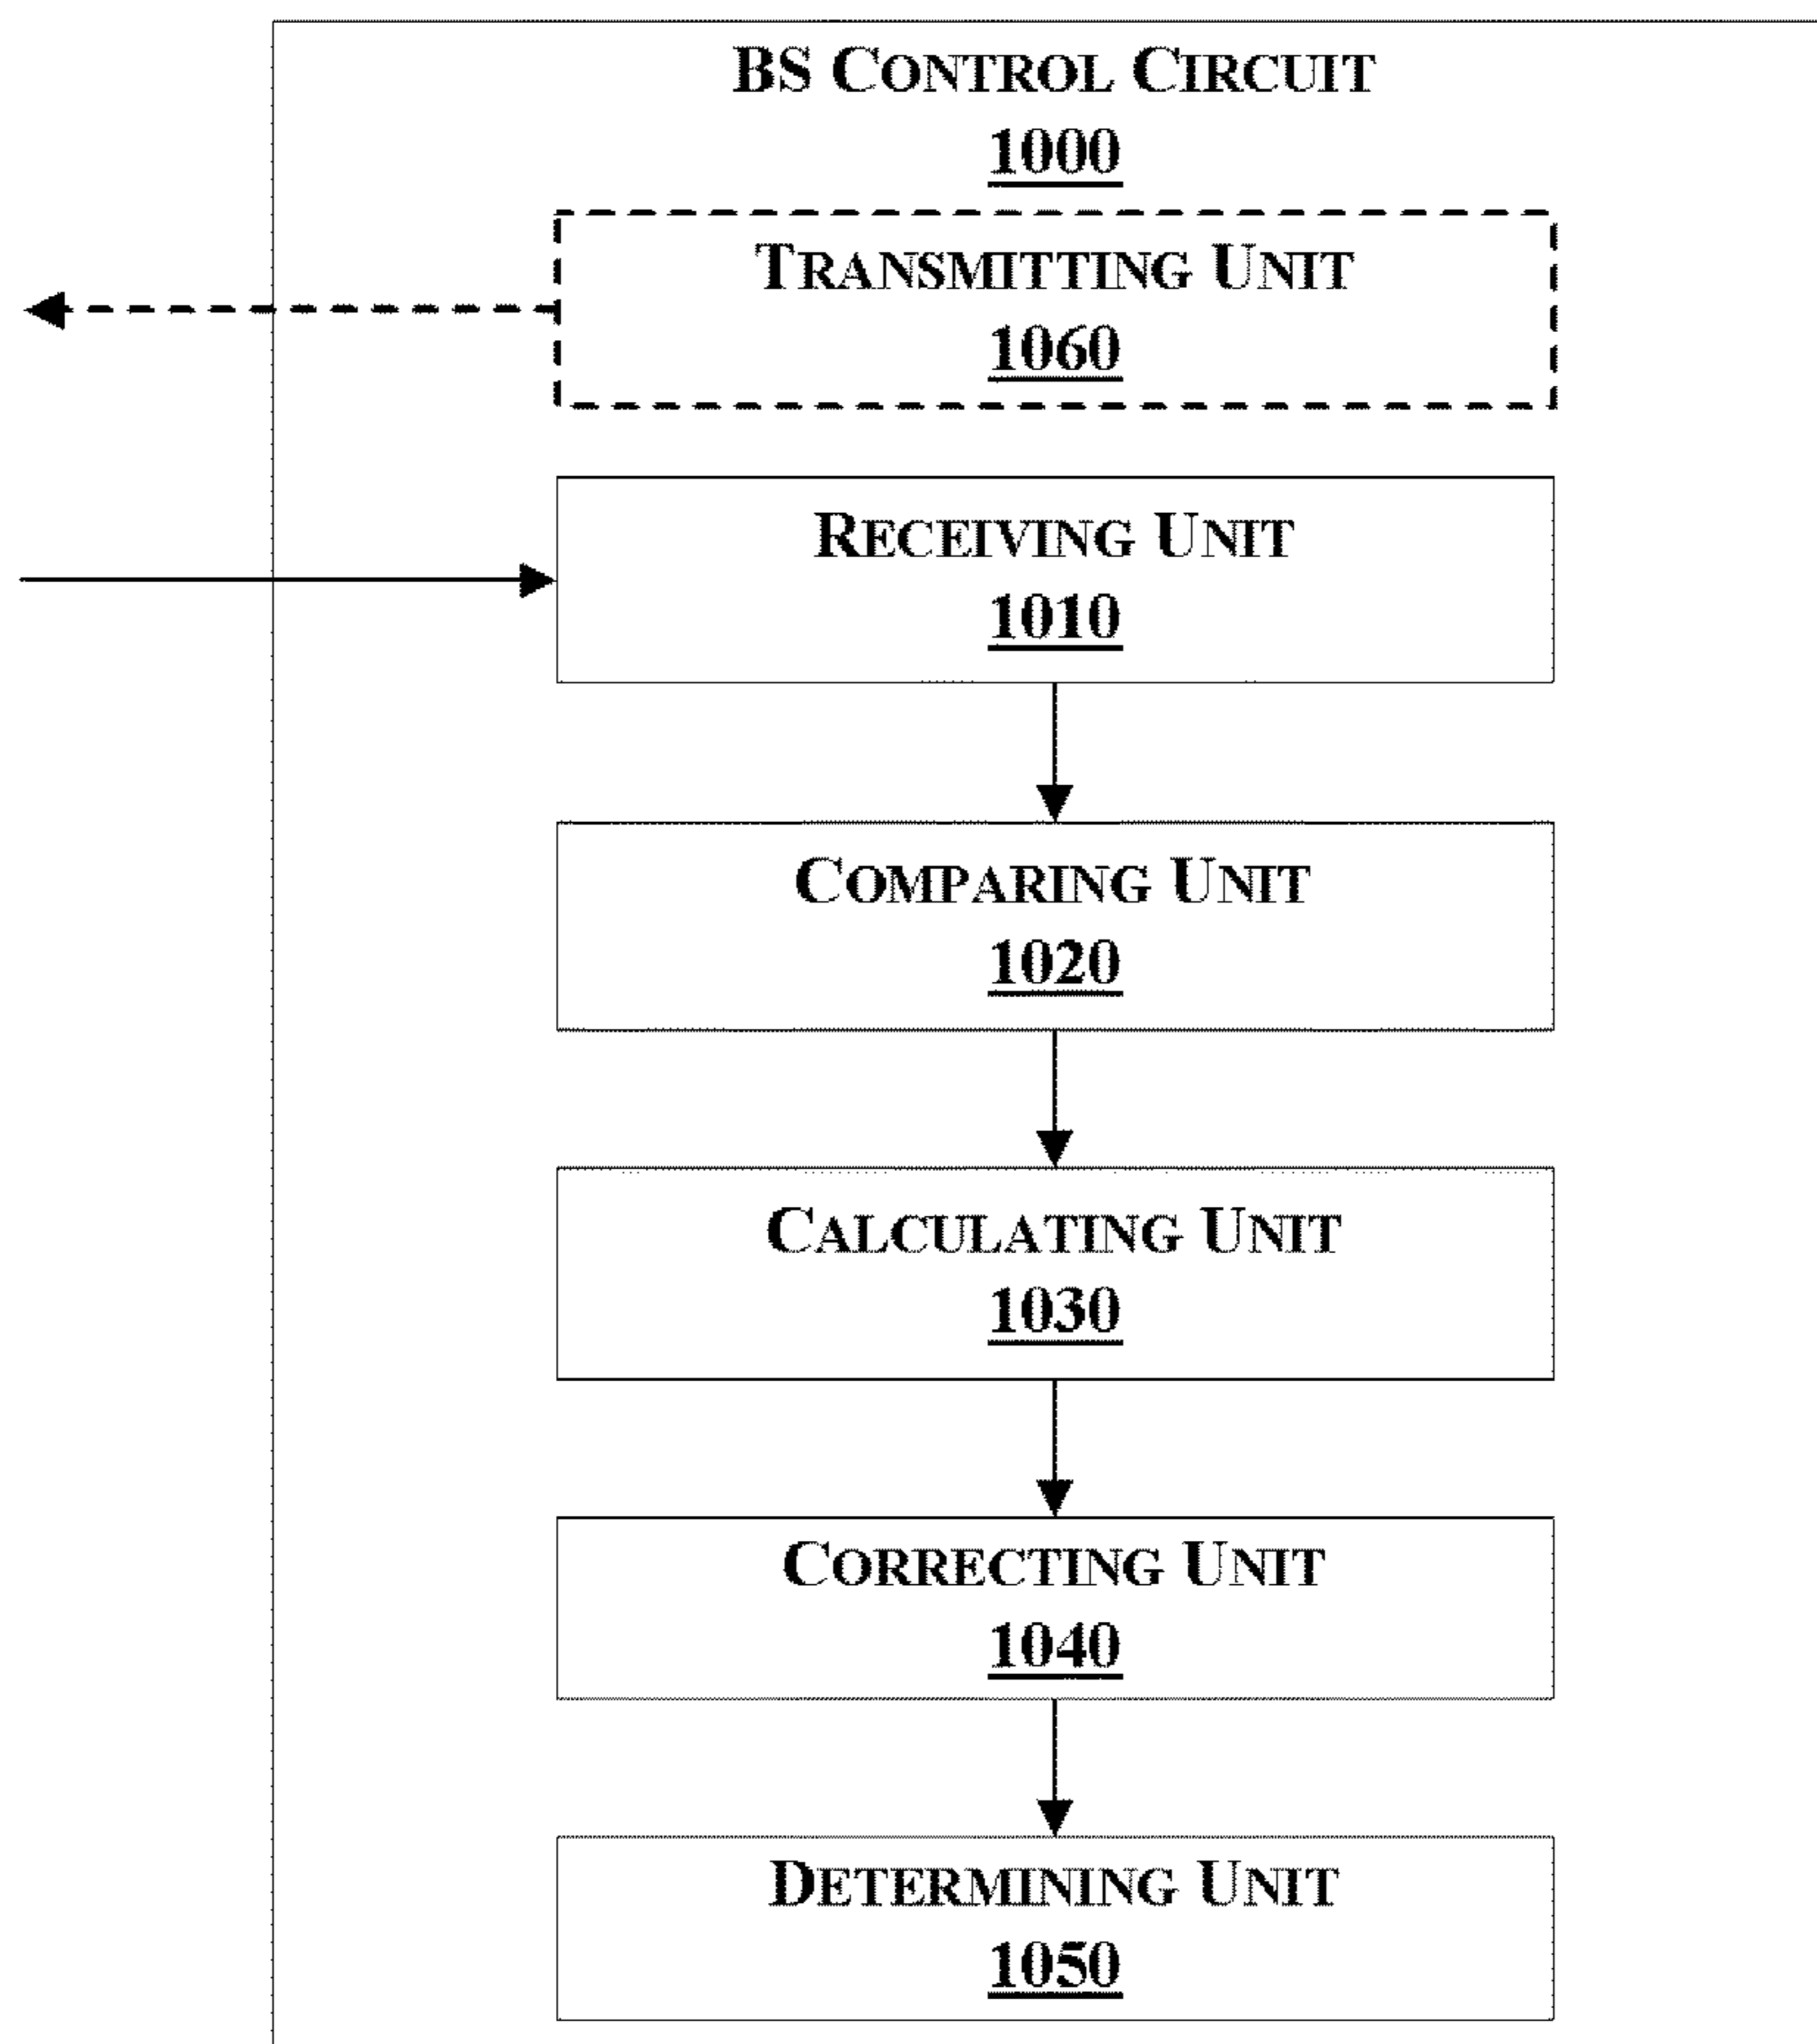 BS CONTROL CIRCUIT
1000
TRANSMITTING UNIT
1060
RECEIVING UNIT
1010
COMPARING UNIT
1020
CALCULATING UNIT
1030
CORRECTING UNIT
1040
DETERMINING UNIT
1050